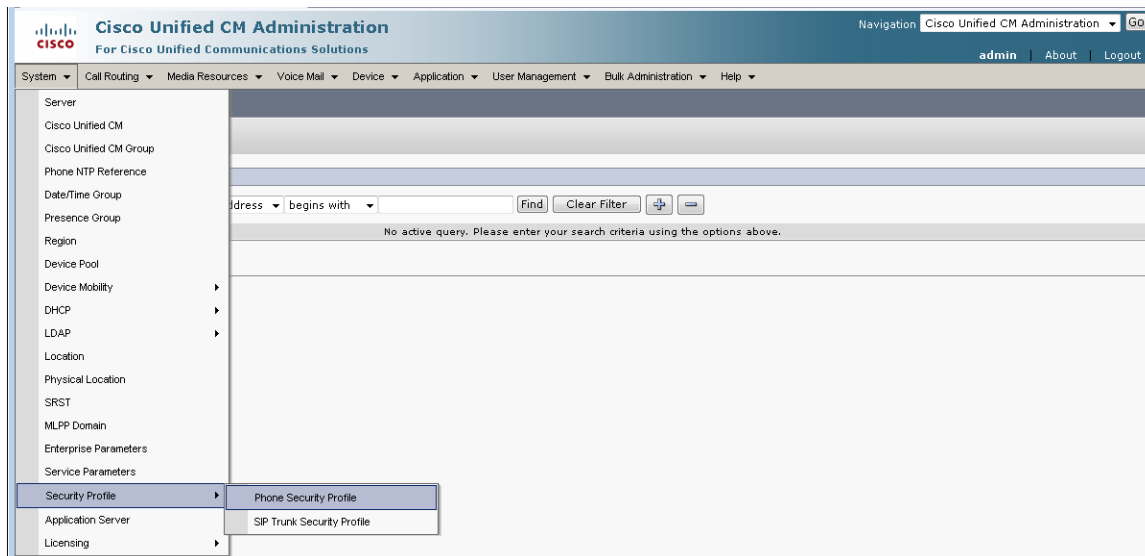 Cisco Unified CM Administration
CISCO
For Cisco Unified Communications Solutions
Navigation Cisco Unified CM Administration Go
admin | About | Logout
System Call Routing Media Resources Voice Mail Device Application User Management Bulk Administration Help
Server
Cisco Unified CM
Cisco Unified CM Group
Phone NTP Reference
Date/Time Group
ddress begins with Find Clear Filter
Presence Group
No active query. Please enter your search criteria using the options above.
Region
Device Pool
Device Mobility
DHCP
LDAP
Location
Physical Location
SRST
MLPP Domain
Enterprise Parameters
Service Parameters
Security Profile
Phone Security Profile
SIP Trunk Security Profile
Application Server
Licensing